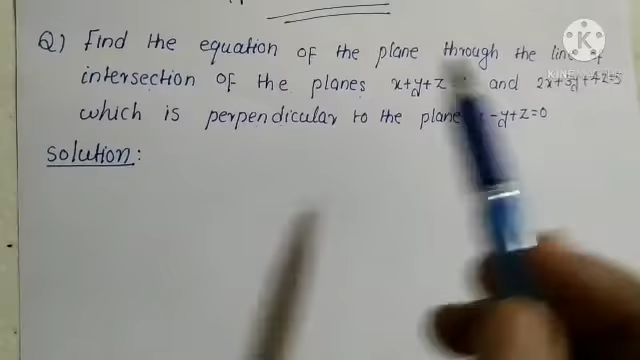 Q) Find the equation of the plane through the line of
intersection of the planes x+y+z and 2x+3y+4z=5
which is perpendicular to the plane -y+z=0
Solution: